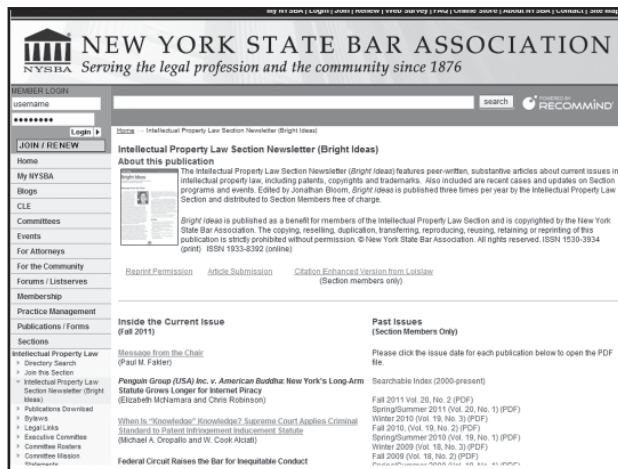 My NYSBA | Login | Join | Renew | Web Survey | FAQ | Online Store | About NYSBA | Contact | Site Map
NYSBA
NEW YORK STATE BAR ASSOCIATION
Serving the legal profession and the community since 1876
MEMBER LOGIN
username
Login
JOIN / RENEW
Home
My NYSBA
Blogs
CLE
Committees
Events
For Attorneys
For the Community
Forums / Listserves
Membership
Practice Management
Publications / Forms
Sections
Intellectual Property Law
Directory Search
Join this Section
Intellectual Property Law
Section Newsletter (Bright
Ideas)
Publications Download
Bylaws
Legal Links
Executive Committee
Committee Rosters
Committee Mission
Statements
search
POWERED BY
RECOMMIND
Home → Intellectual Property Law Section Newsletter (Bright Ideas)
Intellectual Property Law Section Newsletter (Bright Ideas)
About this publication
Bright Ideas
The Intellectual Property Law Section Newsletter (Bright Ideas) features peer-written, substantive articles about current issues in
intellectual property law, including patents, copyrights and trademarks. Also included are recent cases and updates on Section
programs and events. Edited by Jonathan Bloom, Bright Ideas is published three times per year by the Intellectual Property Law
Section and distributed to Section Members free of charge.
Bright Ideas is published as a benefit for members of the Intellectual Property Law Section and is copyrighted by the New York
State Bar Association. The copying, reselling, duplication, transferring, reproducing, reusing, retaining or reprinting of this
publication is strictly prohibited without permission. © New York State Bar Association. All rights reserved. ISSN 1530-3934
(print) ISSN 1933-8392 (online)
Reprint Permission Article Submission Citation Enhanced Version from Loislaw
(Section members only)
Inside the Current Issue
(Fall 2011)
Message from the Chair
(Paul M. Fakler)
Penguin Group (USA) Inc. v. American Buddha: New York's Long-Arm
Statute Grows Longer for Internet Piracy
(Elizabeth McNamara and Chris Robinson)
When Is "Knowledge" Knowledge? Supreme Court Applies Criminal
Standard to Patent Infringement Inducement Statute
(Michael A. Oropallo and W. Cook Alciati)
Federal Circuit Raises the Bar for Inequitable Conduct
Past Issues
(Section Members Only)
Please click the issue date for each publication below to open the PDF
file.
Searchable Index (2000-present)
Fall 2011 Vol. 20, No. 2 (PDF)
Spring/Summer 2011 (Vol. 20, No. 1) (PDF)
Winter 2010 (Vol. 19, No. 3) (PDF)
Fall 2010, (Vol. 19, No. 2) (PDF)
Spring/Summer 2010 (Vol. 19, No. 1) (PDF)
Winter 2009 (Vol. 18, No. 3) (PDF)
Fall 2009 (Vol. 18, No. 2) (PDF)
Spring/Summer 2009 (Vol. 18, No. 1) (PDF)